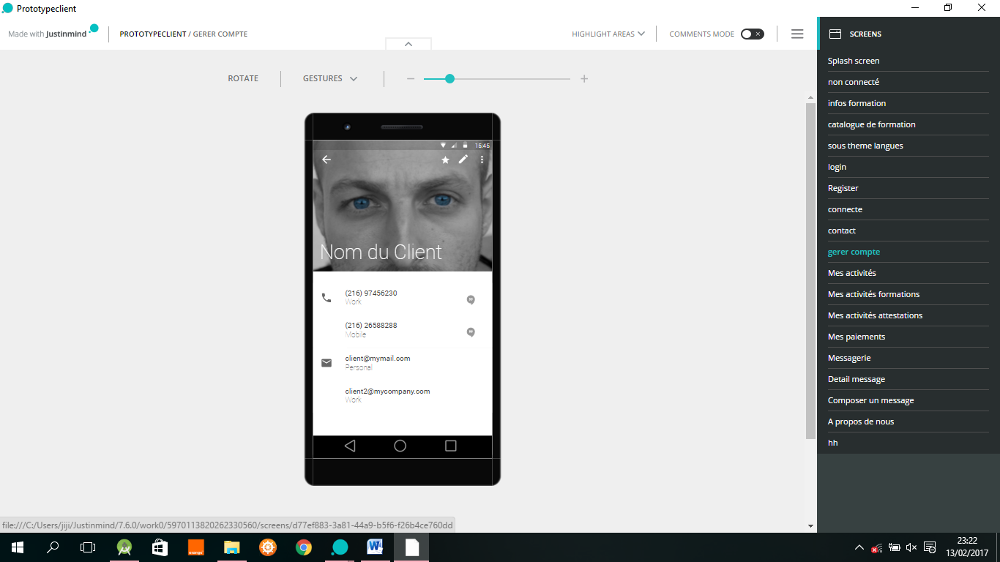 Prototypeclient
Made with Justinmind
PROTOTYPECLIENT / GERER COMPTE
HIGHLIGHT AREAS
COMMENTS MODE
SCREENS
ROTATE
GESTURES
15:45
Nom du Client
(216) 97456230
Work
(216) 26588288
Mobile
client@mymail.com
Personal
client2@mycompany.com
Work
Splash screen
non connecté
infos formation
catalogue de formation
sous theme langues
login
Register
connecte
contact
gerer compte
Mes activités
Mes activités formations
Mes activités attestations
Mes paiements
Messagerie
Detail message
Composer un message
A propos de nous
hh
file:///C:/Users/jiji/Justinmind/7.6.0/work0/5970113820262330560/screens/d77ef883-3a81-44a9-b5f6-f26b4ce760dd
orange
23:22
13/02/2017